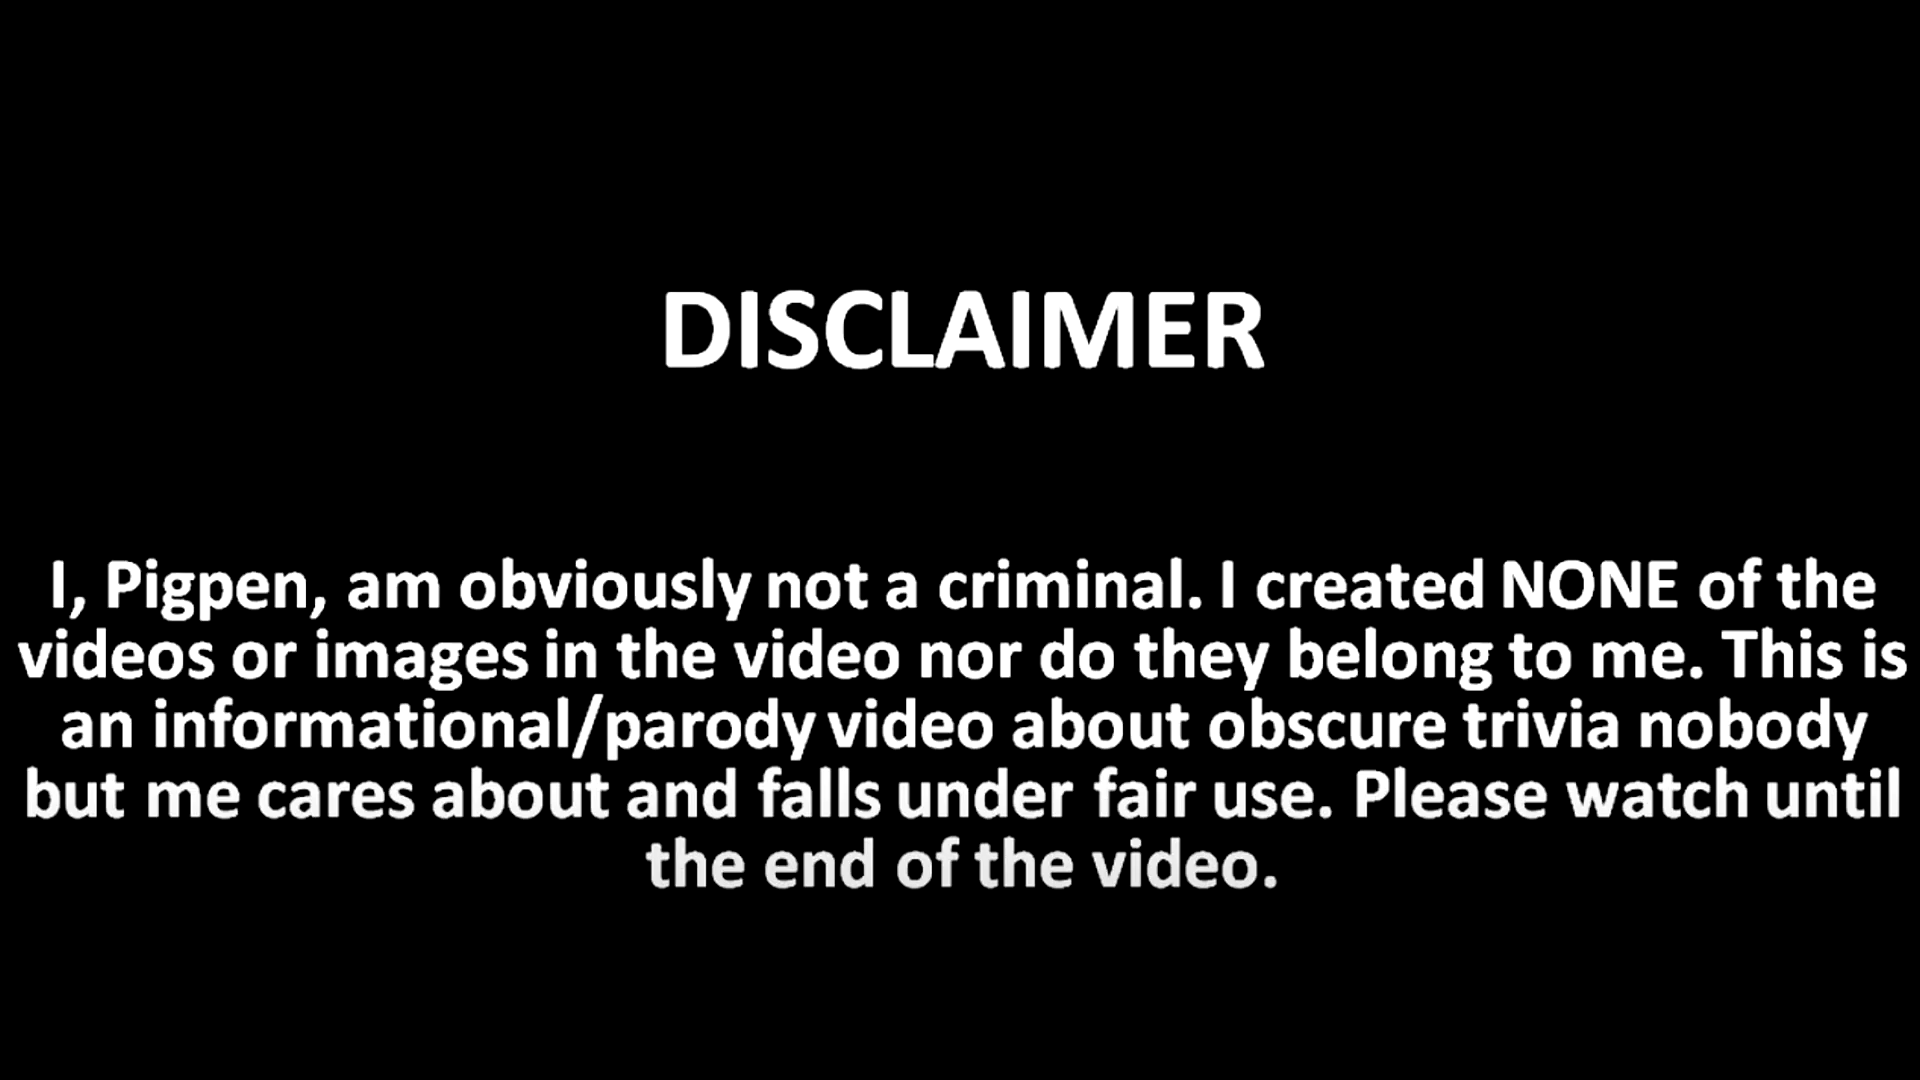 DISCLAIMER
I, Pigpen, am obviously not a criminal. I created NONE of the
videos or images in the video nor do they belong to me. This is
an informational/parody video about obscure trivia nobody
but me cares about and falls under fair use. Please watch until
the end of the video.